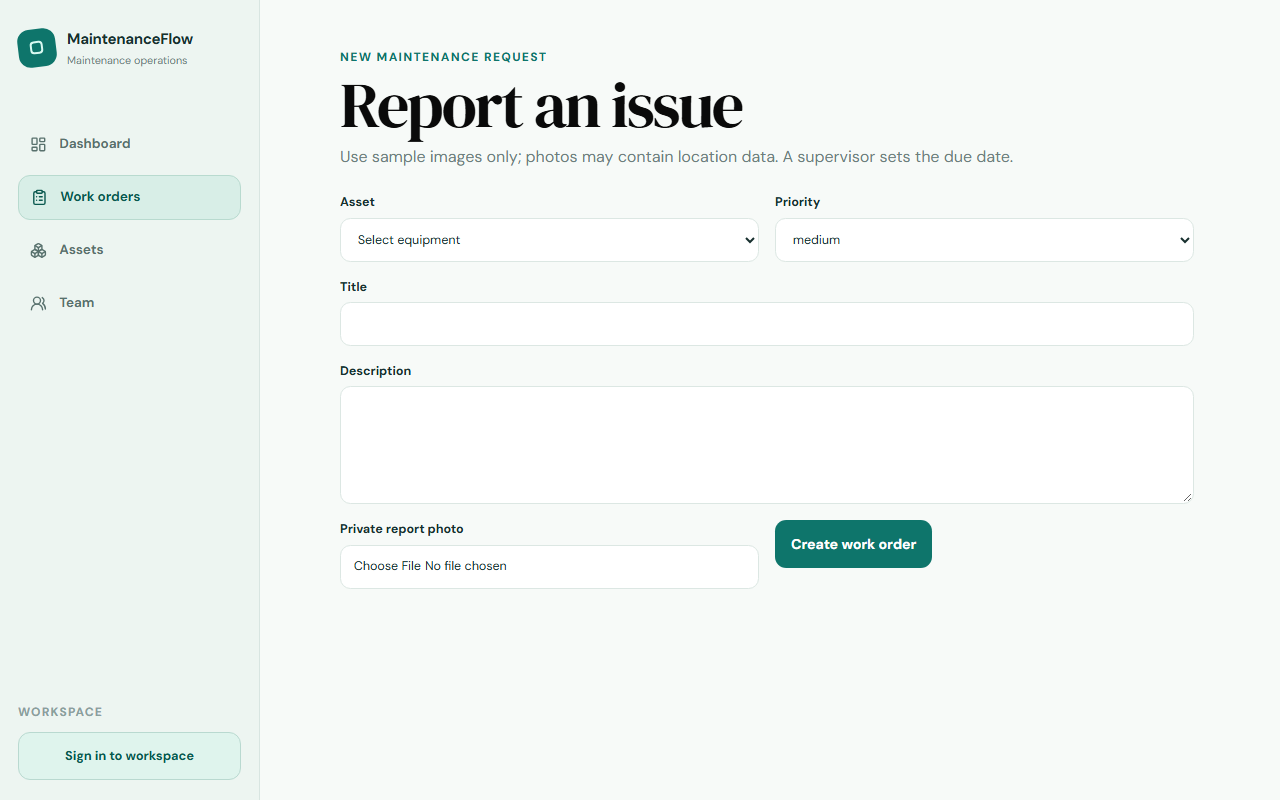 MaintenanceFlow
Maintenance operations
Dashboard
Work orders
Assets
Team
WORKSPACE
Sign in to workspace
NEW MAINTENANCE REQUEST
Report an issue
Use sample images only; photos may contain location data. A supervisor sets the due date.
Asset
Select equipment
Priority
medium
Title
Description
Private report photo
Choose File No file chosen
Create work order